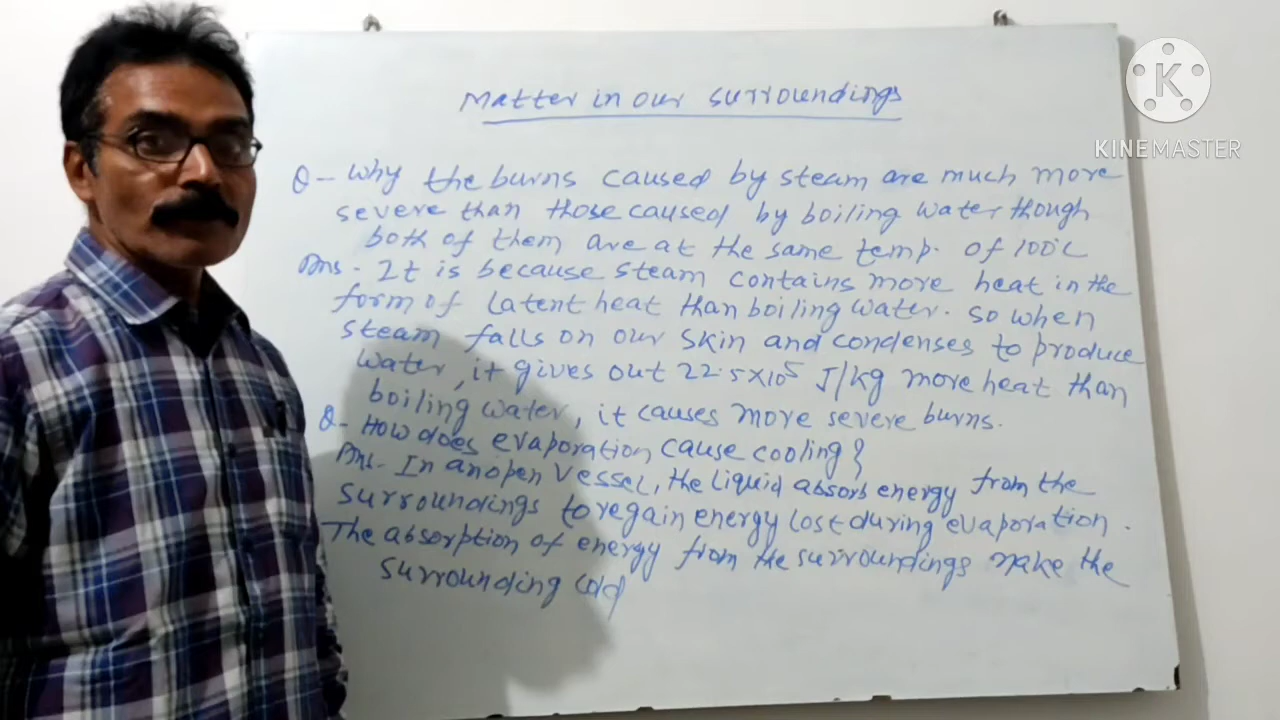 Matter in our surroundings
Q - Why the burns caused by steam are much more
severe than those caused by boiling water though
both of them are at the same temp. of 100°C
Ans. - It is because steam contains more heat in the
form of latent heat than boiling water. So when
steam falls on our skin and condenses to produce
water, it gives out 22.5×10⁵ J/kg more heat than
boiling water, it causes more severe burns.
Q - How does evaporation cause cooling?
Ans. - In an open vessel, the liquid absorb energy from the
surroundings to regain energy lost during evaporation.
The absorption of energy from the surroundings make the
surrounding cold
K
KINEMASTER